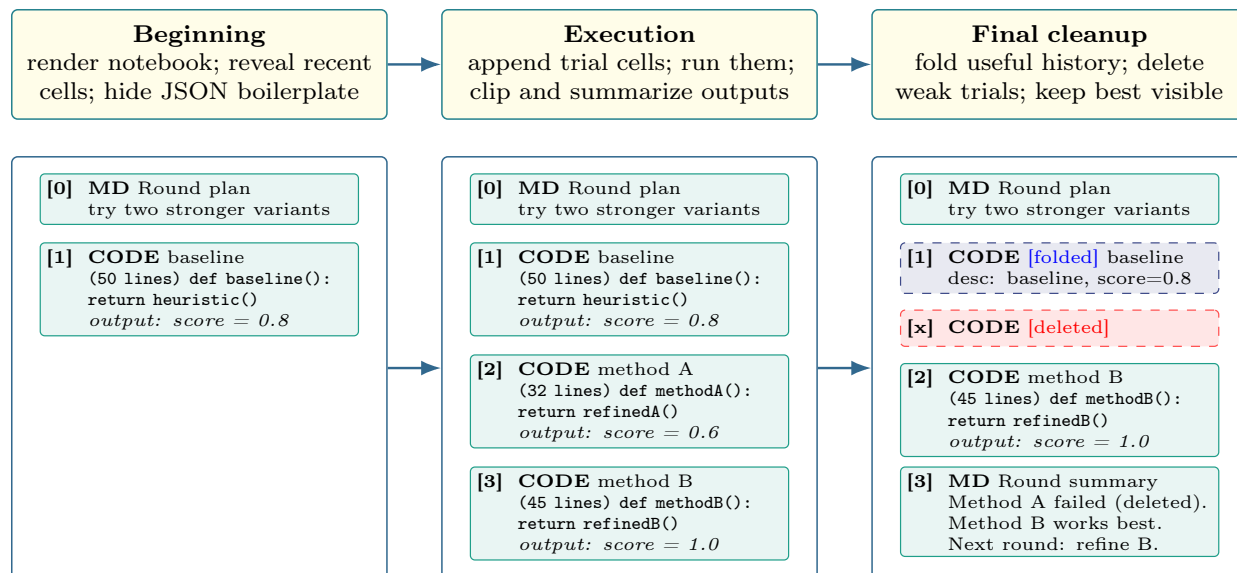 Beginning
render notebook; reveal recent
cells; hide JSON boilerplate
Execution
append trial cells; run them;
clip and summarize outputs
Final cleanup
fold useful history; delete
weak trials; keep best visible
[0] MD Round plan
try two stronger variants
[1] CODE baseline
(50 lines) def baseline():
return heuristic()
output: score = 0.8
[0] MD Round plan
try two stronger variants
[1] CODE baseline
(50 lines) def baseline():
return heuristic()
output: score = 0.8
[2] CODE method A
(32 lines) def methodA():
return refinedA()
output: score = 0.6
[3] CODE method B
(45 lines) def methodB():
return refinedB()
output: score = 1.0
[0] MD Round plan
try two stronger variants
[1] CODE [folded] baseline
desc: baseline, score=0.8
[x] CODE [deleted]
[2] CODE method B
(45 lines) def methodB():
return refinedB()
output: score = 1.0
[3] MD Round summary
Method A failed (deleted).
Method B works best.
Next round: refine B.